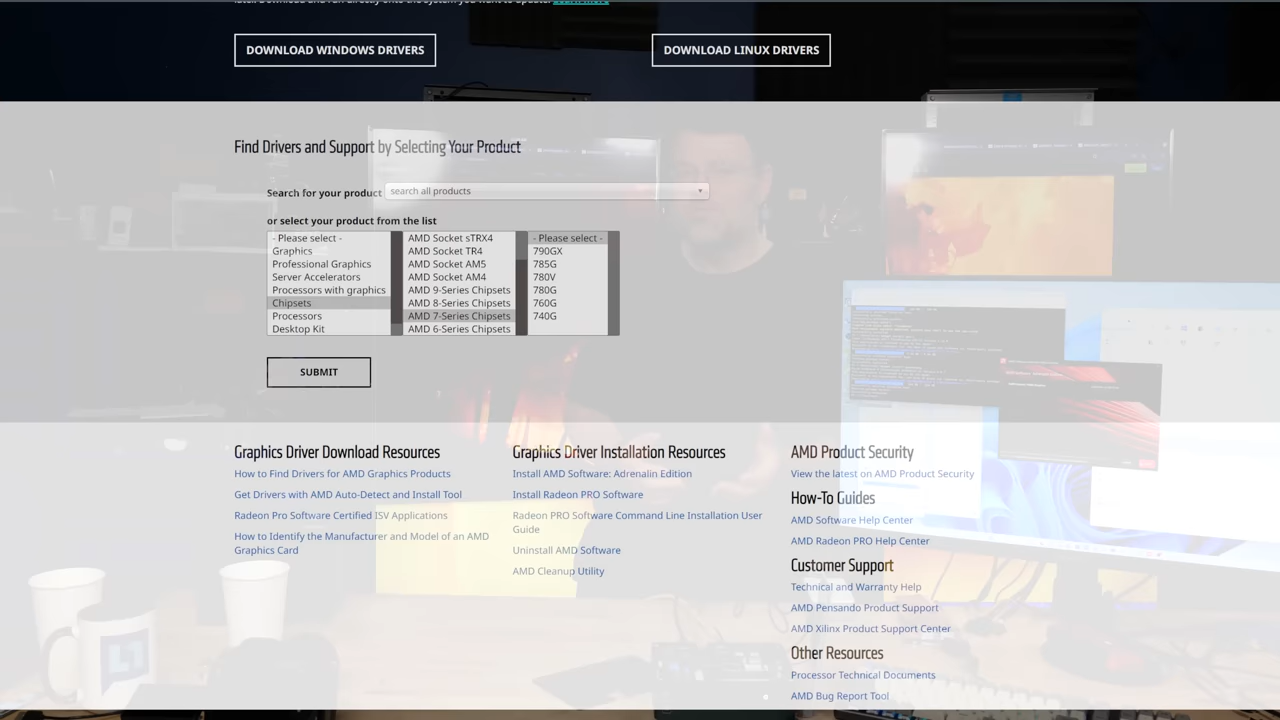 DOWNLOAD WINDOWS DRIVERS
DOWNLOAD LINUX DRIVERS
Find Drivers and Support by Selecting Your Product
Search for your product
search all products
or select your product from the list
- Please select -
Graphics
Professional Graphics
Server Accelerators
Processors with graphics
Chipsets
Processors
Desktop Kit
AMD Socket sTRX4
AMD Socket TR4
AMD Socket AM5
AMD Socket AM4
AMD 9-Series Chipsets
AMD 8-Series Chipsets
AMD 7-Series Chipsets
AMD 6-Series Chipsets
- Please select -
790GX
785G
780V
780G
760G
740G
SUBMIT
Graphics Driver Download Resources
How to Find Drivers for AMD Graphics Products
Get Drivers with AMD Auto-Detect and Install Tool
Radeon Pro Software Certified ISV Applications
How to Identify the Manufacturer and Model of an AMD
Graphics Card
Graphics Driver Installation Resources
Install AMD Software: Adrenalin Edition
Install Radeon PRO Software
Radeon PRO Software Command Line Installation User
Guide
Uninstall AMD Software
AMD Cleanup Utility
AMD Product Security
View the latest on AMD Product Security
How-To Guides
AMD Software Help Center
AMD Radeon PRO Help Center
Customer Support
Technical and Warranty Help
AMD Pensando Product Support
AMD Xilinx Product Support Center
Other Resources
Processor Technical Documents
AMD Bug Report Tool